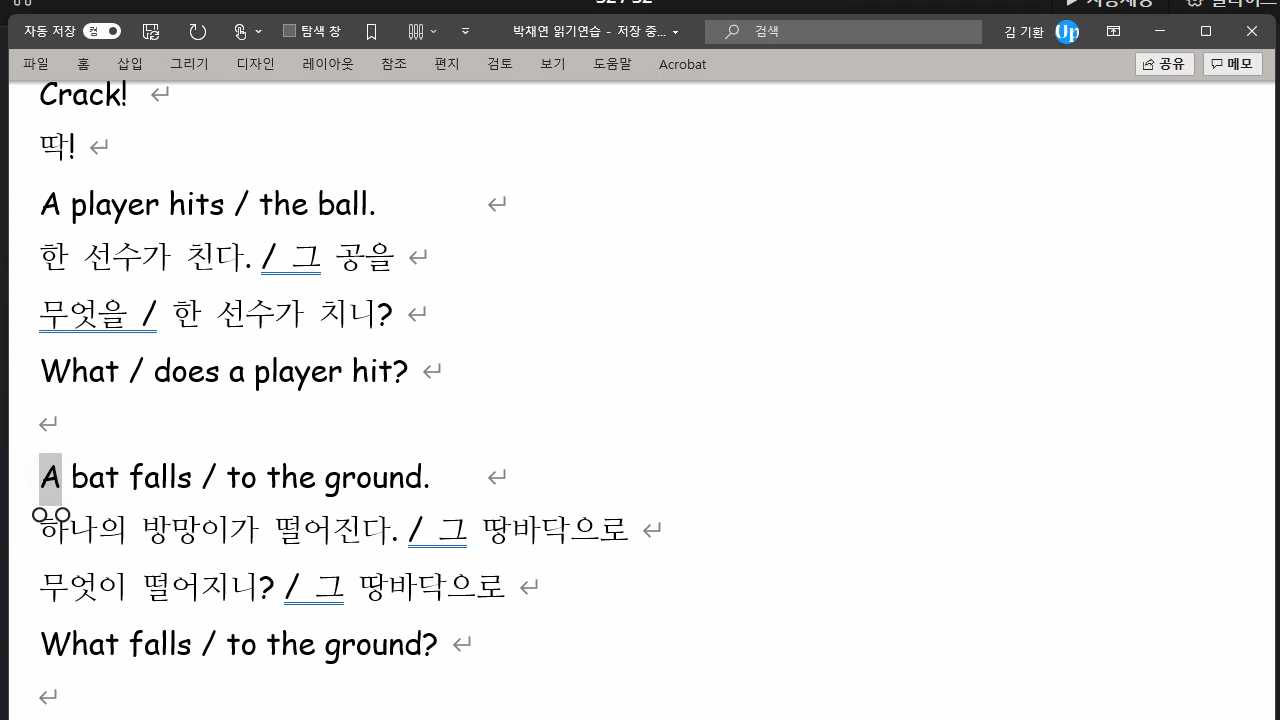 자동 저장 컴 탐색 창 박채연 읽기연습 - 저장 중... 검색 김 기환 Up
파일 홈 삽입 그리기 디자인 레이아웃 참조 편지 검토 보기 도움말 Acrobat 공유 메모
Crack!
딱!
A player hits / the ball.
한 선수가 친다. / 그 공을
무엇을 / 한 선수가 치니?
What / does a player hit?
A bat falls / to the ground.
하나의 방망이가 떨어진다. / 그 땅바닥으로
무엇이 떨어지니? / 그 땅바닥으로
What falls / to the ground?